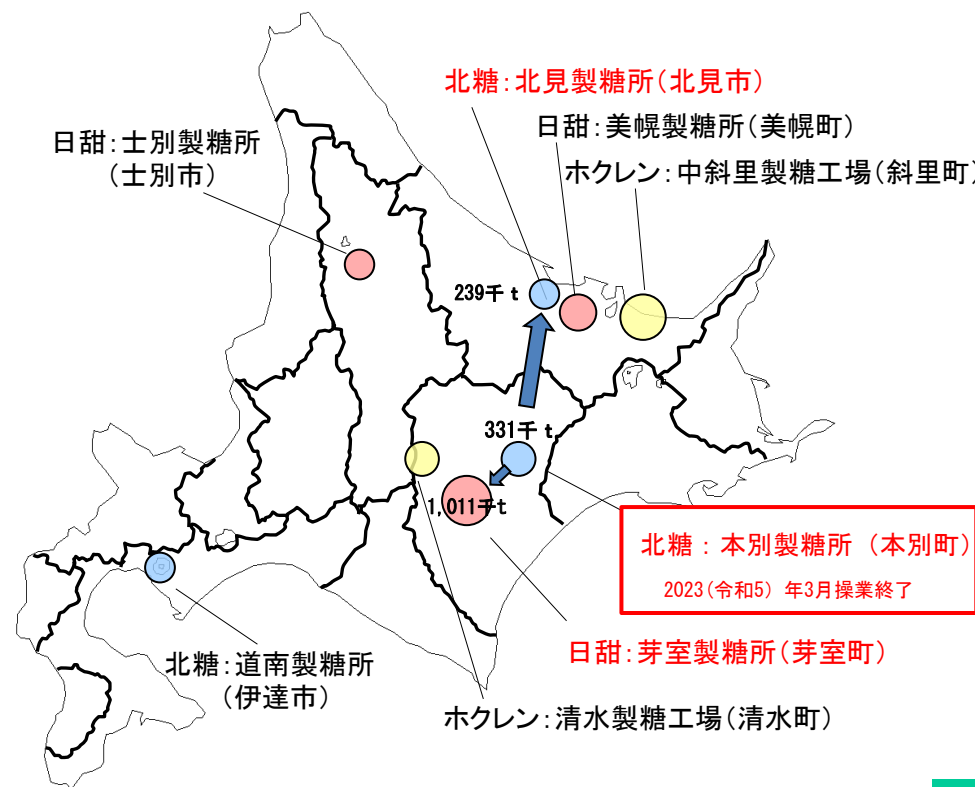 北糖：北見製糖所（北見市）
日甜：美幌製糖所（美幌町）
日甜：士別製糖所
（士別市）
ホクレン：中斜里製糖工場（斜里町）
239千ｔ
331千ｔ
1,011千t
北糖：本別製糖所（本別町）
2023（令和5）年3月操業終了
日甜：芽室製糖所（芽室町）
北糖：道南製糖所
（伊達市）
ホクレン：清水製糖工場（清水町）